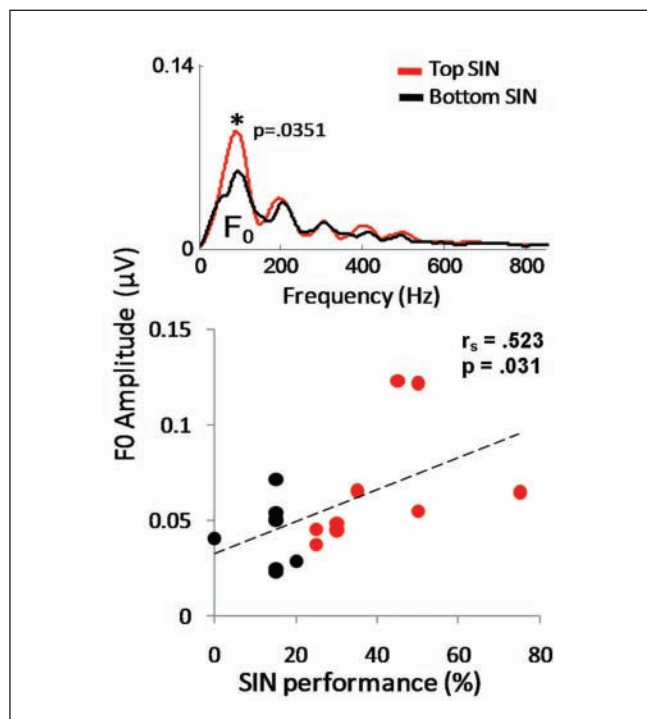 0.14
Top SIN
Bottom SIN
*
p=.0351
F0
0
0 200 400 600 800
Frequency (Hz)
F0 Amplitude (µV)
0.15
rs = .523
p = .031
0.1
0.05
0
0 20 40 60 80
SIN performance (%)